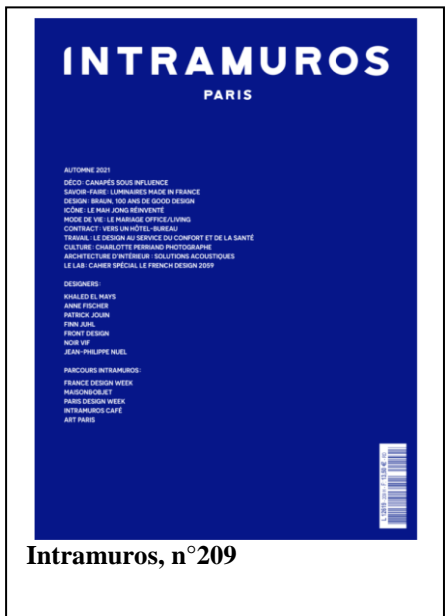 INTRAMUROS
PARIS
AUTOMNE 2021
DÉCO : CANAPÉS SOUS INFLUENCE
SAVOIR-FAIRE : LUMINAIRES MADE IN FRANCE
DESIGN : BRAUN, 100 ANS DE GOOD DESIGN
ICÔNE : LE MAH JONG RÉINVENTÉ
MODE DE VIE : LE MARIAGE OFFICE/LIVING
CONTRACT : VERS UN HÔTEL-BUREAU
TRAVAIL : LE DESIGN AU SERVICE DU CONFORT ET DE LA SANTÉ
CULTURE : CHARLOTTE PERRIAND PHOTOGRAPHE
ARCHITECTURE D'INTÉRIEUR : SOLUTIONS ACOUSTIQUES
LE LAB : CAHIER SPÉCIAL LE FRENCH DESIGN 2059
DESIGNERS :
KHALED EL MAYS
ANNE FISCHER
PATRICK JOUIN
FINN JUHL
FRONT DESIGN
NOIR VIF
JEAN-PHILIPPE NUEL
PARCOURS INTRAMUROS :
FRANCE DESIGN WEEK
MAISON&OBJET
PARIS DESIGN WEEK
INTRAMUROS CAFÉ
ART PARIS
Intramuros, n°209